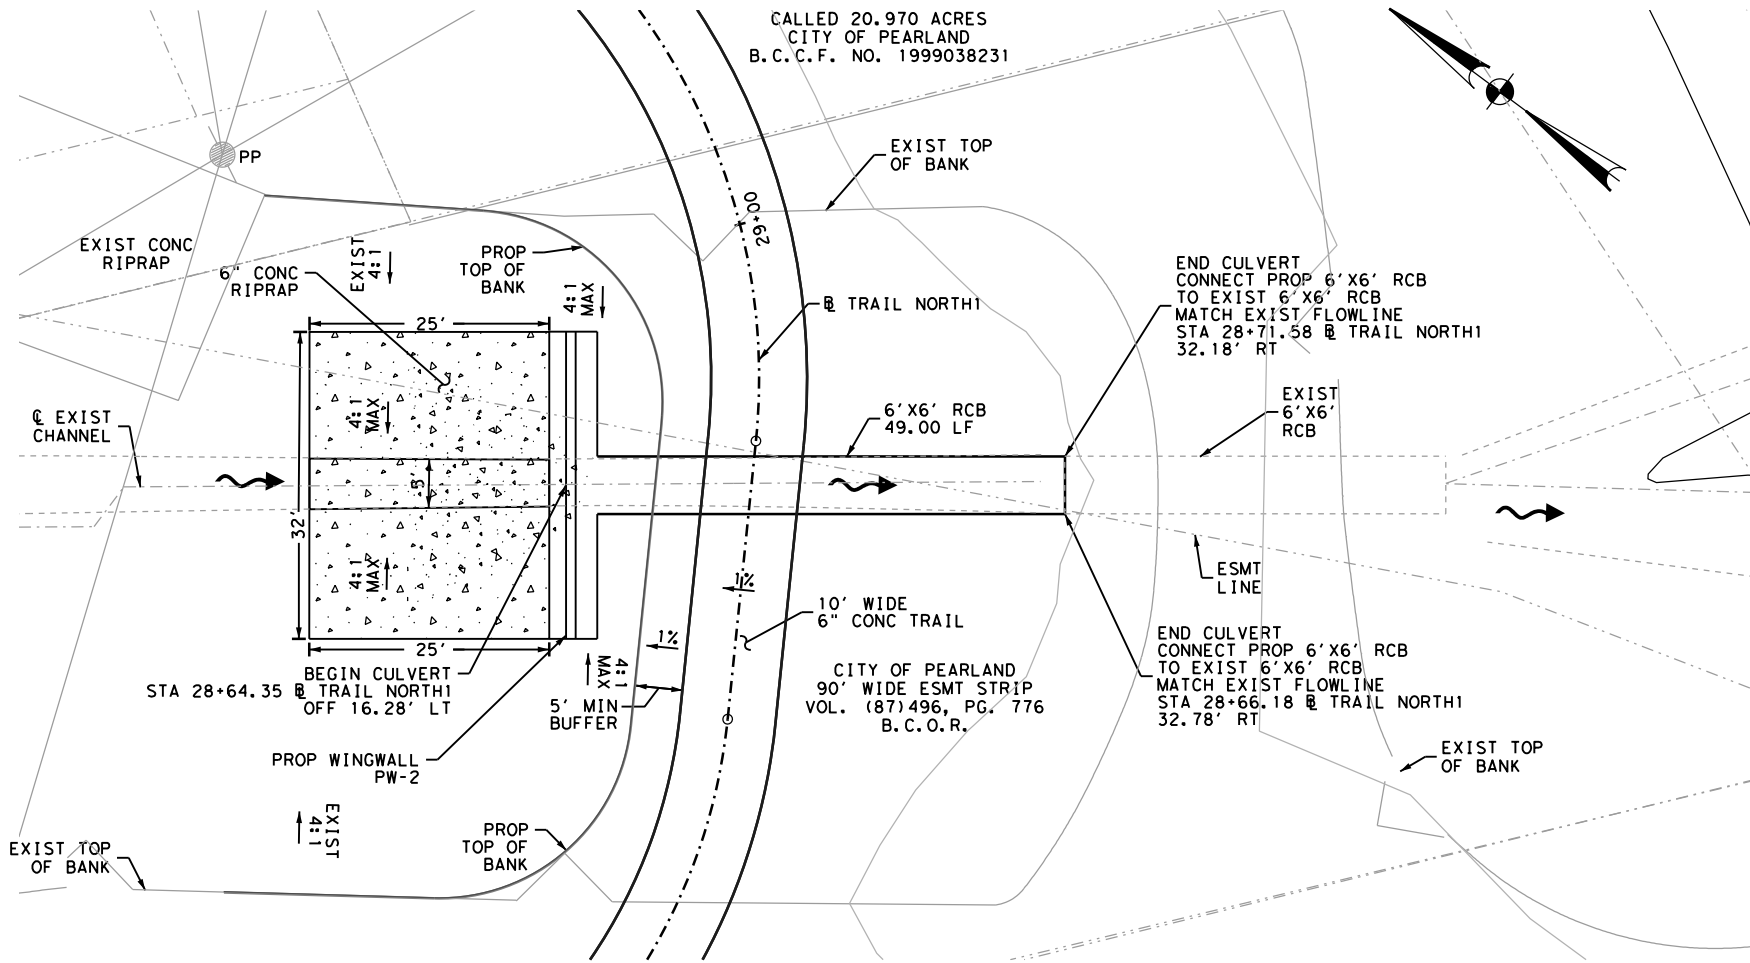 CALLED 20.970 ACRES
CITY OF PEARLAND
B.C.C.F. NO. 1999038231
PP
EXIST TOP
OF BANK
29+00
EXIST CONC
RIPRAP
6" CONC
RIPRAP
EXIST
4:1
PROP
TOP OF
BANK
4:1
MAX
℄ TRAIL NORTH1
END CULVERT
CONNECT PROP 6'X6' RCB
TO EXIST 6'X6' RCB
MATCH EXIST FLOWLINE
STA 28+71.58 ℄ TRAIL NORTH1
32.18' RT
25'
4:1
MAX
℄ EXIST
CHANNEL
6'X6' RCB
49.00 LF
EXIST
6'X6'
RCB
5'
32'
4:1
MAX
1%
ESMT
LINE
10' WIDE
6" CONC TRAIL
25'
1%
BEGIN CULVERT
STA 28+64.35 ℄ TRAIL NORTH1
OFF 16.28' LT
4:1
MAX
5' MIN
BUFFER
CITY OF PEARLAND
90' WIDE ESMT STRIP
VOL. (87)496, PG. 776
B.C.O.R.
END CULVERT
CONNECT PROP 6'X6' RCB
TO EXIST 6'X6' RCB
MATCH EXIST FLOWLINE
STA 28+66.18 ℄ TRAIL NORTH1
32.78' RT
PROP WINGWALL
PW-2
EXIST TOP
OF BANK
EXIST
4:1
PROP
TOP OF
BANK
EXIST TOP
OF BANK